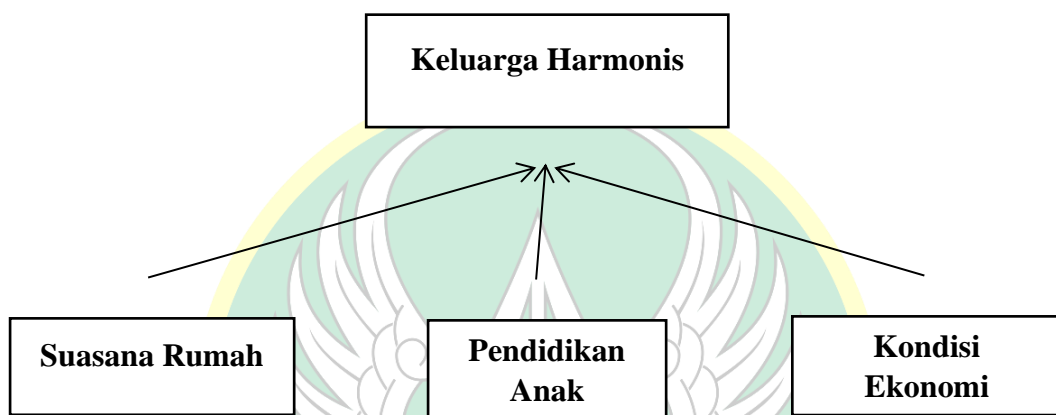 Keluarga Harmonis
Suasana Rumah
Pendidikan
Anak
Kondisi
Ekonomi